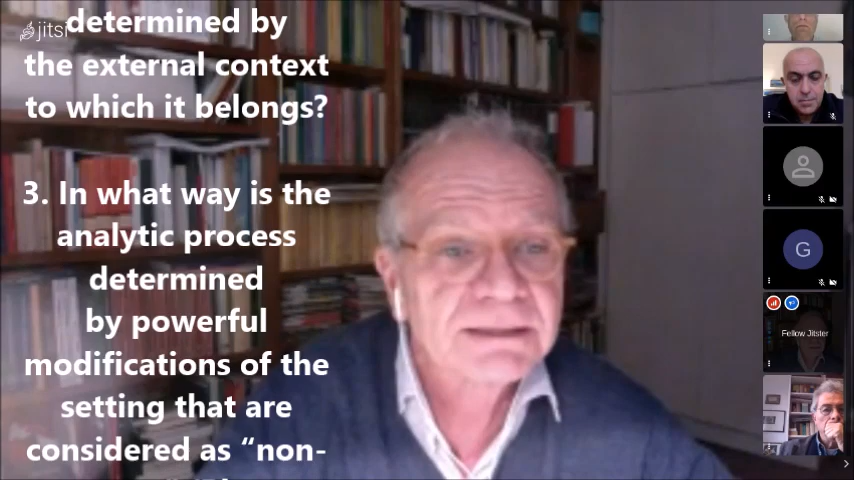 jitsi
determined by
the external context
to which it belongs?
3. In what way is the
analytic process
determined
by powerful
modifications of the
setting that are
considered as “non-
G
Fellow Jitster